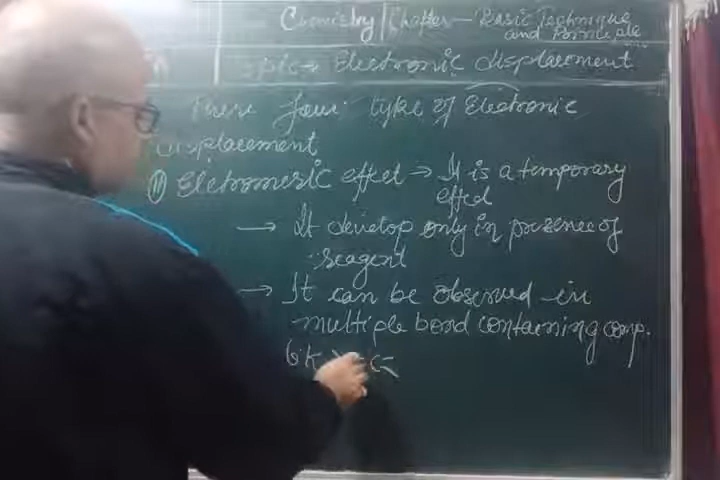 Chemistry/Chapter - Basic Technique
and Principle
Topic → Electronic displacement
There four type of Electronic
Displacement
(1) Eletromeric effect → It is a temporary
effect
→ It develop only in presence of
reagent
→ It can be observed in
multiple bond containing comp.